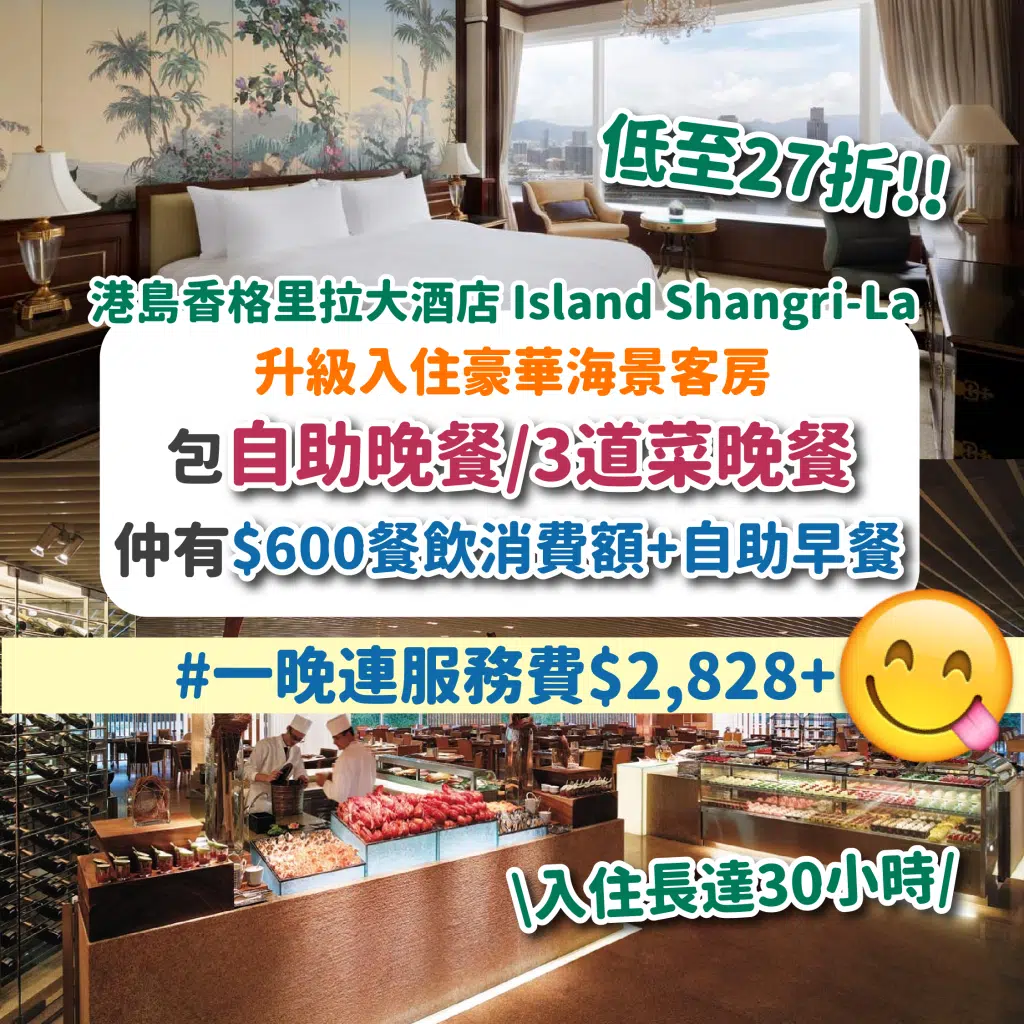 低至27折!!
港島香格里拉大酒店 Island Shangri-La
升級入住豪華海景客房
包自助晚餐/3道菜晚餐
仲有$600餐飲消費額+自助早餐
#一晚連服務費$2,828+
\入住長達30小時/